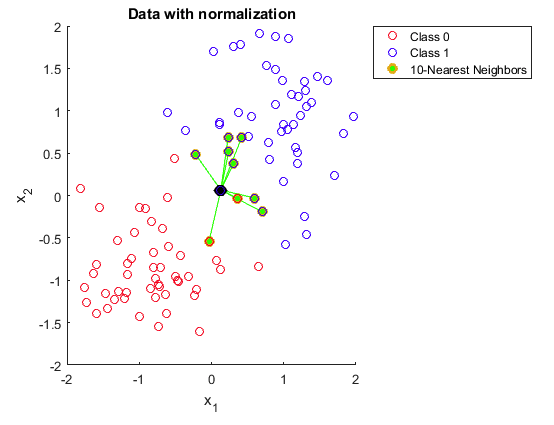 Data with normalization
Class 0
Class 1
10-Nearest Neighbors
2
1.5
1
0.5
0
-0.5
-1
-1.5
-2
x2
-2
-1
0
1
2
x1